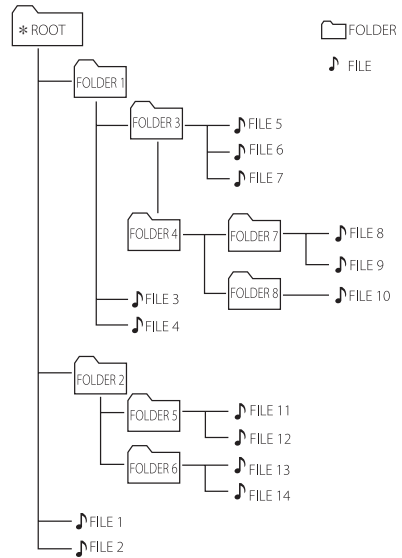 * ROOT
FOLDER
FILE
FOLDER 1
FOLDER 3
FILE 5
FILE 6
FILE 7
FOLDER 4
FOLDER 7
FILE 8
FILE 9
FOLDER 8
FILE 10
FILE 3
FILE 4
FOLDER 2
FOLDER 5
FILE 11
FILE 12
FOLDER 6
FILE 13
FILE 14
FILE 1
FILE 2